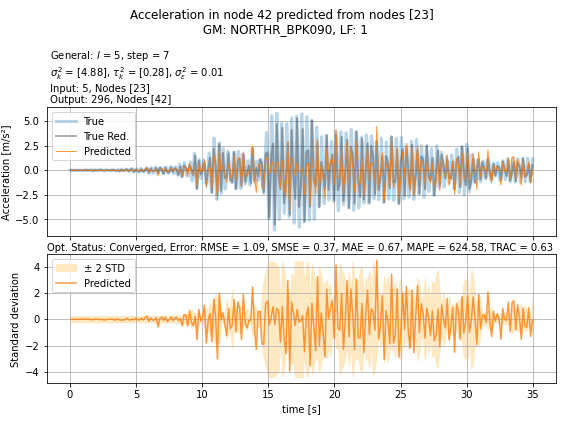 Acceleration in node 42 predicted from nodes [23]
GM: NORTHR_BPK090, LF: 1
General: l = 5, step = 7
σ²ₖ = [4.88], τ²ₖ = [0.28], σ²ε = 0.01
Input: 5, Nodes [23]
Output: 296, Nodes [42]
Acceleration [m/s²]
5.0
2.5
0.0
−2.5
−5.0
True
True Red.
Predicted
Opt. Status: Converged, Error: RMSE = 1.09, SMSE = 0.37, MAE = 0.67, MAPE = 624.58, TRAC = 0.63
Standard deviation
4
2
0
−2
−4
± 2 STD
Predicted
0 5 10 15 20 25 30 35
time [s]